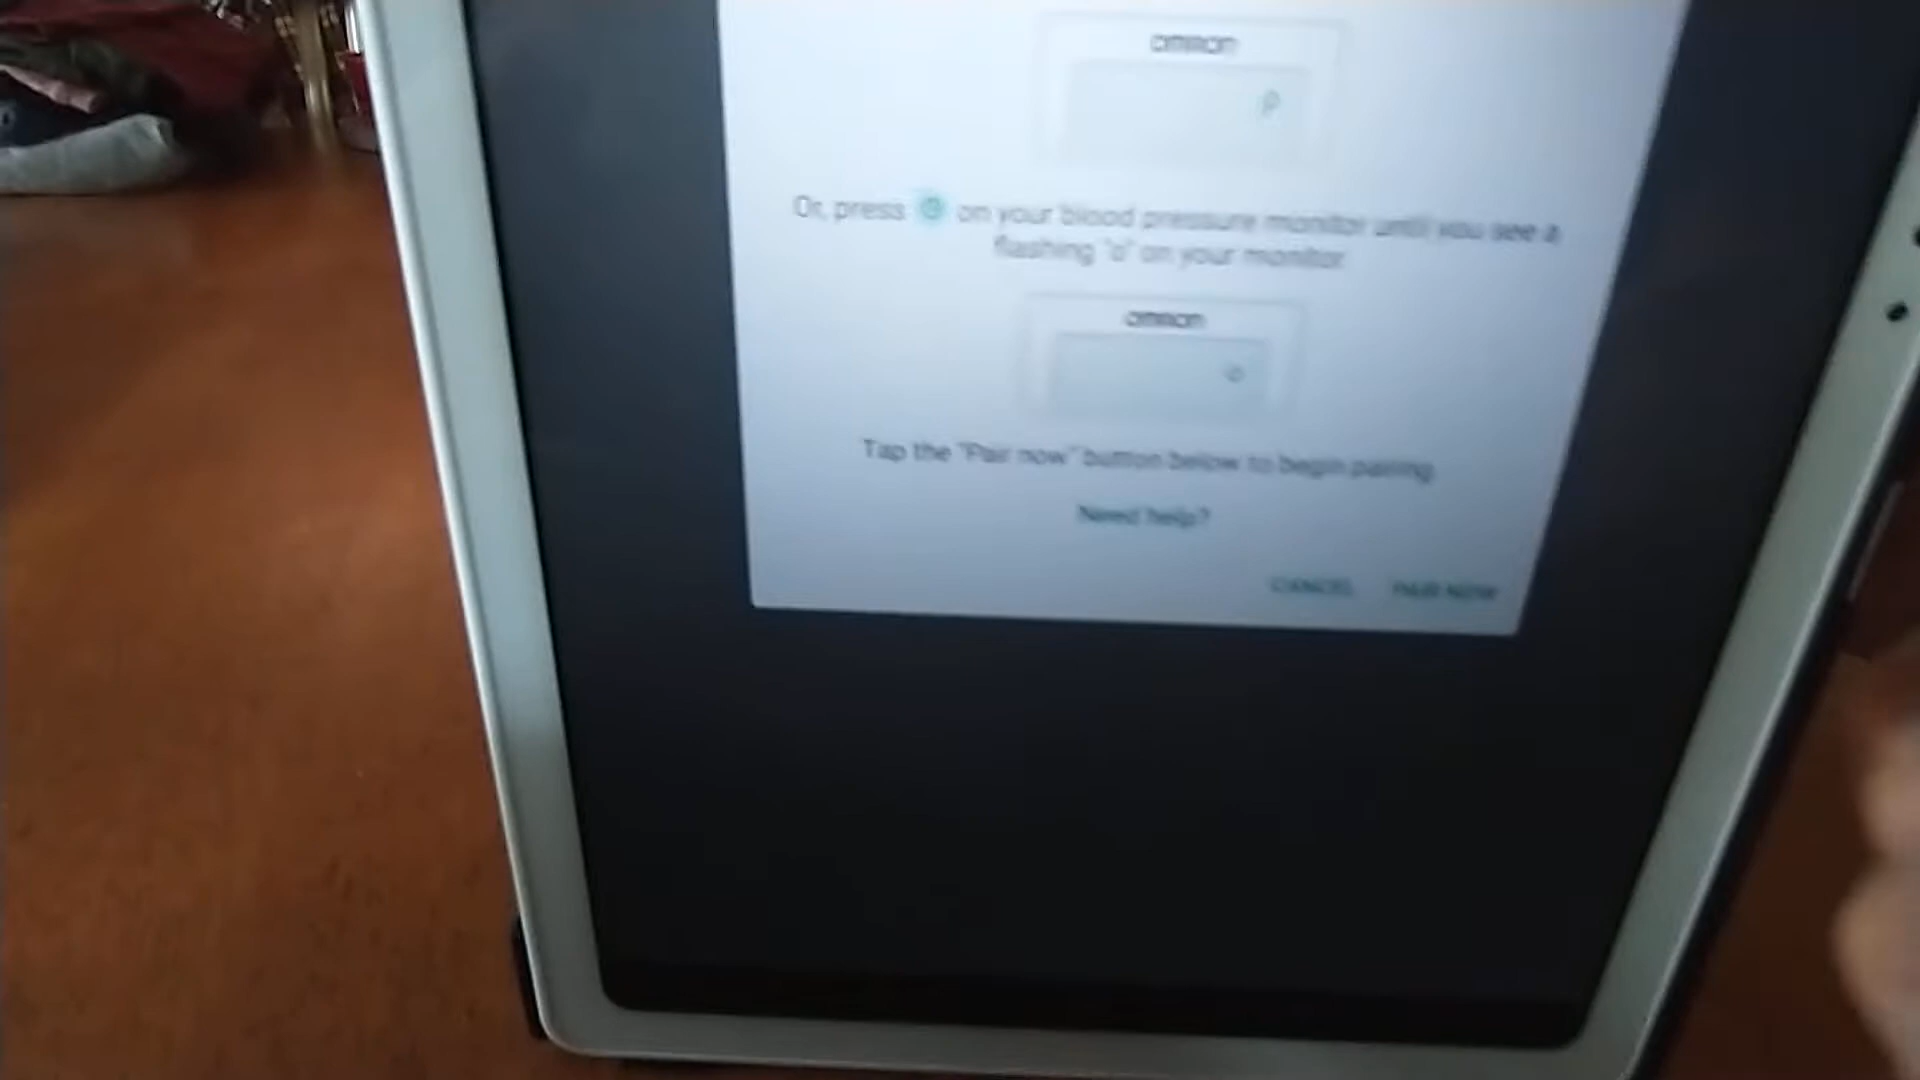 OMRON
P
Or, press on your blood pressure monitor until you see a
flashing "o" on your monitor.
OMRON
o
Tap the "Pair now" button below to begin pairing
Need help?
CANCEL PAIR NOW